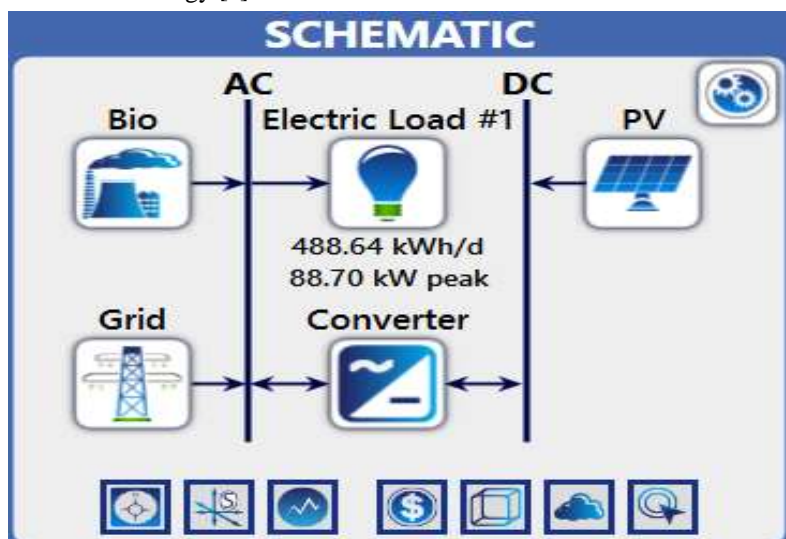 SCHEMATIC
AC DC
Bio Electric Load #1 PV
488.64 kWh/d
88.70 kW peak
Grid Converter